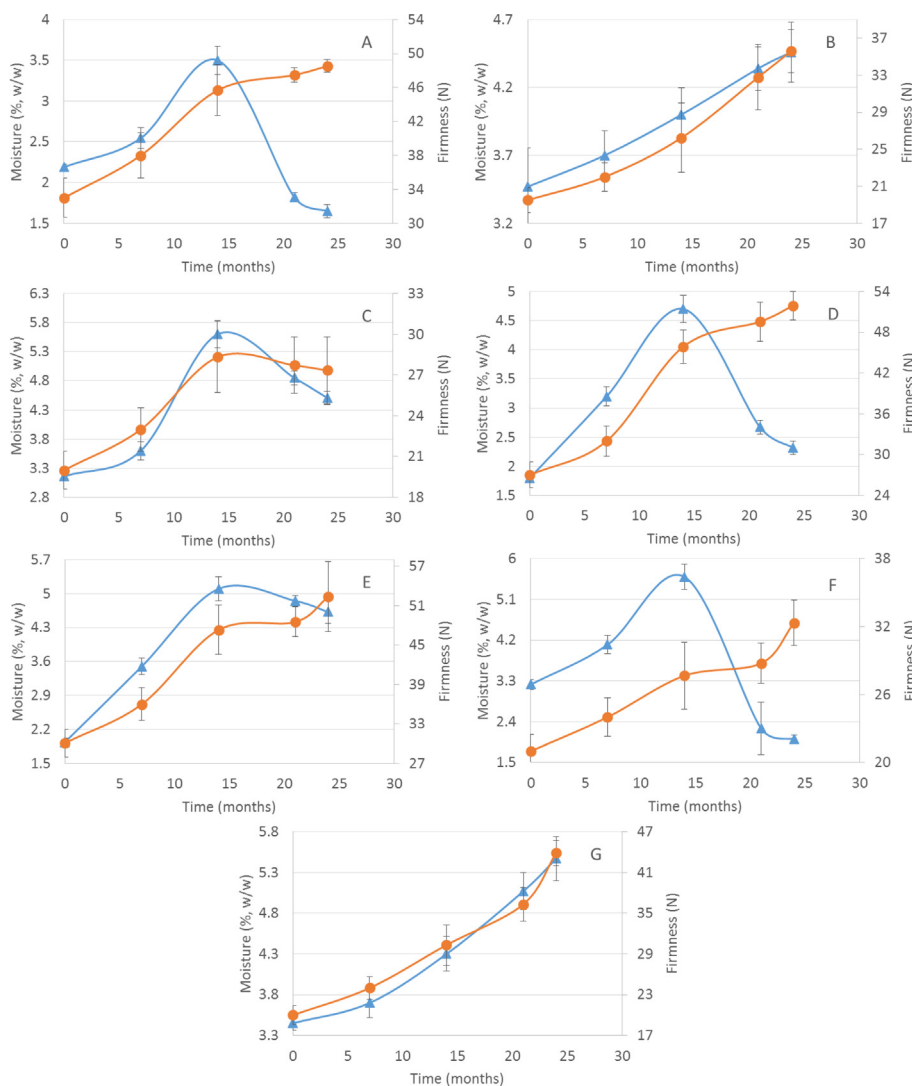 A
Moisture (%, w/w)
4
3.5
3
2.5
2
1.5
54
50
46
42
38
34
30
Firmness (N)
0 5 10 15 20 25 30
Time (months)
B
Moisture (%, w/w)
4.7
4.2
3.7
3.2
37
33
29
25
21
17
Firmness (N)
0 5 10 15 20 25 30
Time (months)
C
Moisture (%, w/w)
6.3
5.8
5.3
4.8
4.3
3.8
3.3
2.8
33
30
27
24
21
18
Firmness (N)
0 5 10 15 20 25 30
Time (months)
D
Moisture (%, w/w)
5
4.5
4
3.5
3
2.5
2
1.5
54
48
42
36
30
24
Firmness (N)
0 5 10 15 20 25 30
Time (months)
E
Moisture (%, w/w)
5.7
5
4.3
3.6
2.9
2.2
1.5
57
51
45
39
33
27
Firmness (N)
0 5 10 15 20 25 30
Time (months)
F
Moisture (%, w/w)
6
5.1
4.2
3.3
2.4
1.5
38
32
26
20
Firmness (N)
0 5 10 15 20 25 30
Time (months)
G
Moisture (%, w/w)
5.8
5.3
4.8
4.3
3.8
3.3
47
41
35
29
23
17
Firmness (N)
0 5 10 15 20 25 30
Time (months)